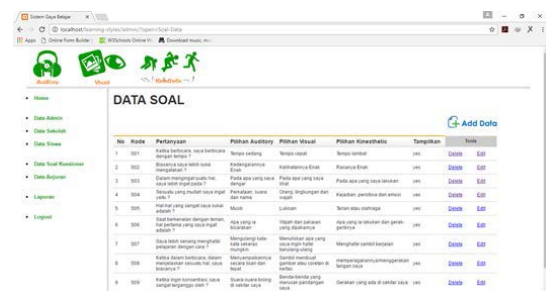 Sistem Gaya Belajar
localhost/learning-styles/admin/?open=Soal-Data
Apps Online Form Builder W3Schools Online Download music,
Auditory Visual Kinesthetic
DATA SOAL
Home
Data Admin
Data Sekolah
Data Siswa
Data Soal Kuesioner
Data Anjuran
Laporan
Logout
Add Data
No Kode Pertanyaan Pilihan Auditory Pilihan Visual Pilihan Kinesthetic Tampilkan Tools
1 S01 Ketika berbicara, saya berbicara dengan tempo ? Tempo sedang Tempo cepat Tempo lambat yes Delete Edit
2 S02 Biasanya saya lebih suka mengatakan ? Kedengarannya Enak Kelihatannya Enak Rasanya Enak yes Delete Edit
3 S03 Dalam mengingat suatu hal, saya lebih ingat pada ? Pada apa yang saya dengar Pada apa yang saya lihat Pada apa yang saya lakukan yes Delete Edit
4 S04 Sesuatu yang mudah saya ingat yaitu ? Perkataan, suara dan nama Orang, lingkungan dan wajah Kejadian, peristiwa dan emosi yes Delete Edit
5 S05 Hal-hal yang sangat saya sukai adalah ? Musik Lukisan Tarian atau olahraga yes Delete Edit
6 S06 Saat berkenalan dengan teman, hal pertama yang saya ingat adalah ? Apa yang ia bicarakan Wajah dan pakaian yang dipakainya Apa yang ia lakukan dan gerak-geriknya yes Delete Edit
7 S07 Saya lebih senang menghafal pelajaran dengan cara ? Mengulangi kata-kata sekeras mungkin Menuliskan apa yang saya ingin hafal berulang-ulang Menghafal sambil berjalan yes Delete Edit
8 S08 Ketika dalam berbicara, dalam menjelaskan sesuatu hal, saya biasanya ? Menyampaikannya secara lisan dan tepat Sambil membuat gambar atau coretan di kertas memperagakannya/menggerakkan tangan saya yes Delete Edit
9 S09 Ketika ingin konsentrasi, saya sangat terganggu oleh ? Suara-suara bising di sekitar saya Benda-benda yang merusak pandangan saya Gerakan yang ada di sekitar saya yes Delete Edit